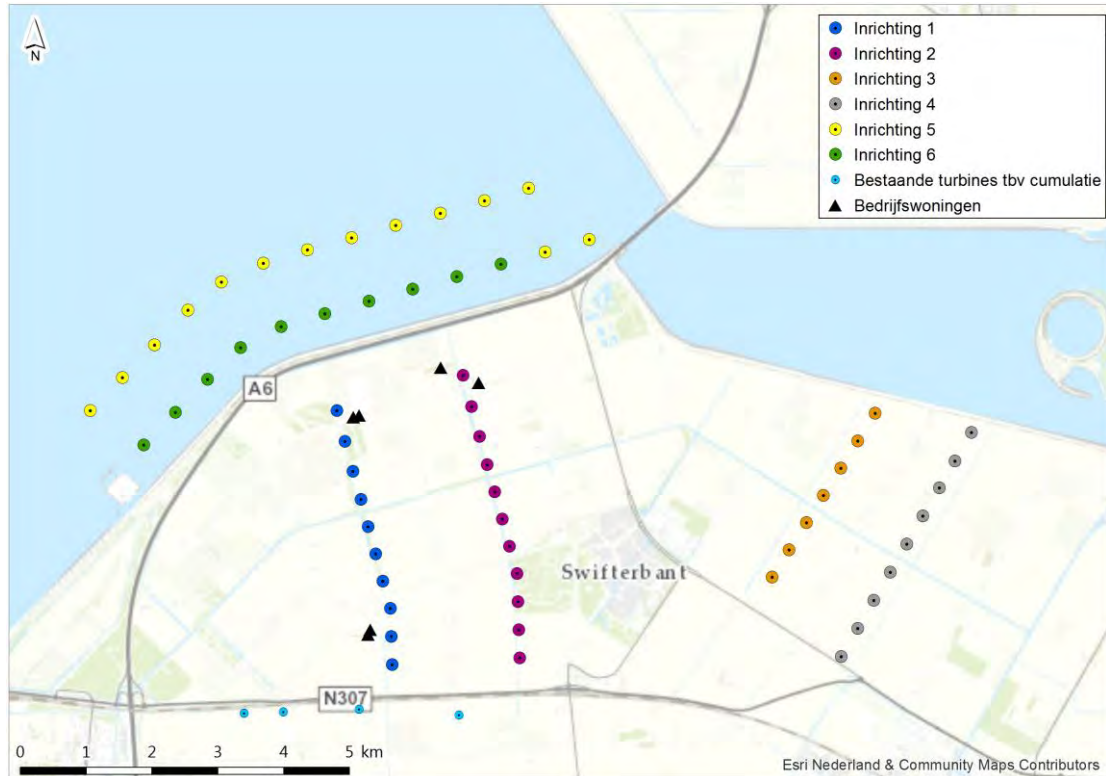 N
Inrichting 1
Inrichting 2
Inrichting 3
Inrichting 4
Inrichting 5
Inrichting 6
Bestaande turbines tbv cumulatie
Bedrijfswoningen
A6
Swifterbant
N307
0 1 2 3 4 5 km
Esri Nederland & Community Maps Contributors